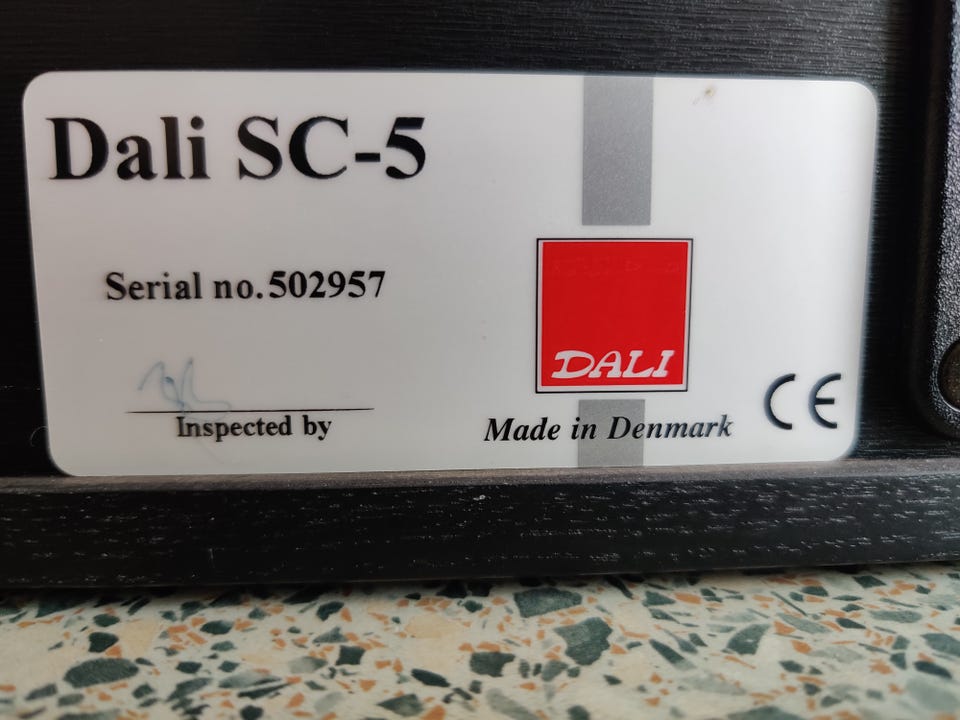 Dali SC-5
Serial no. 502957
DALI
Inspected by
Made in Denmark
CE